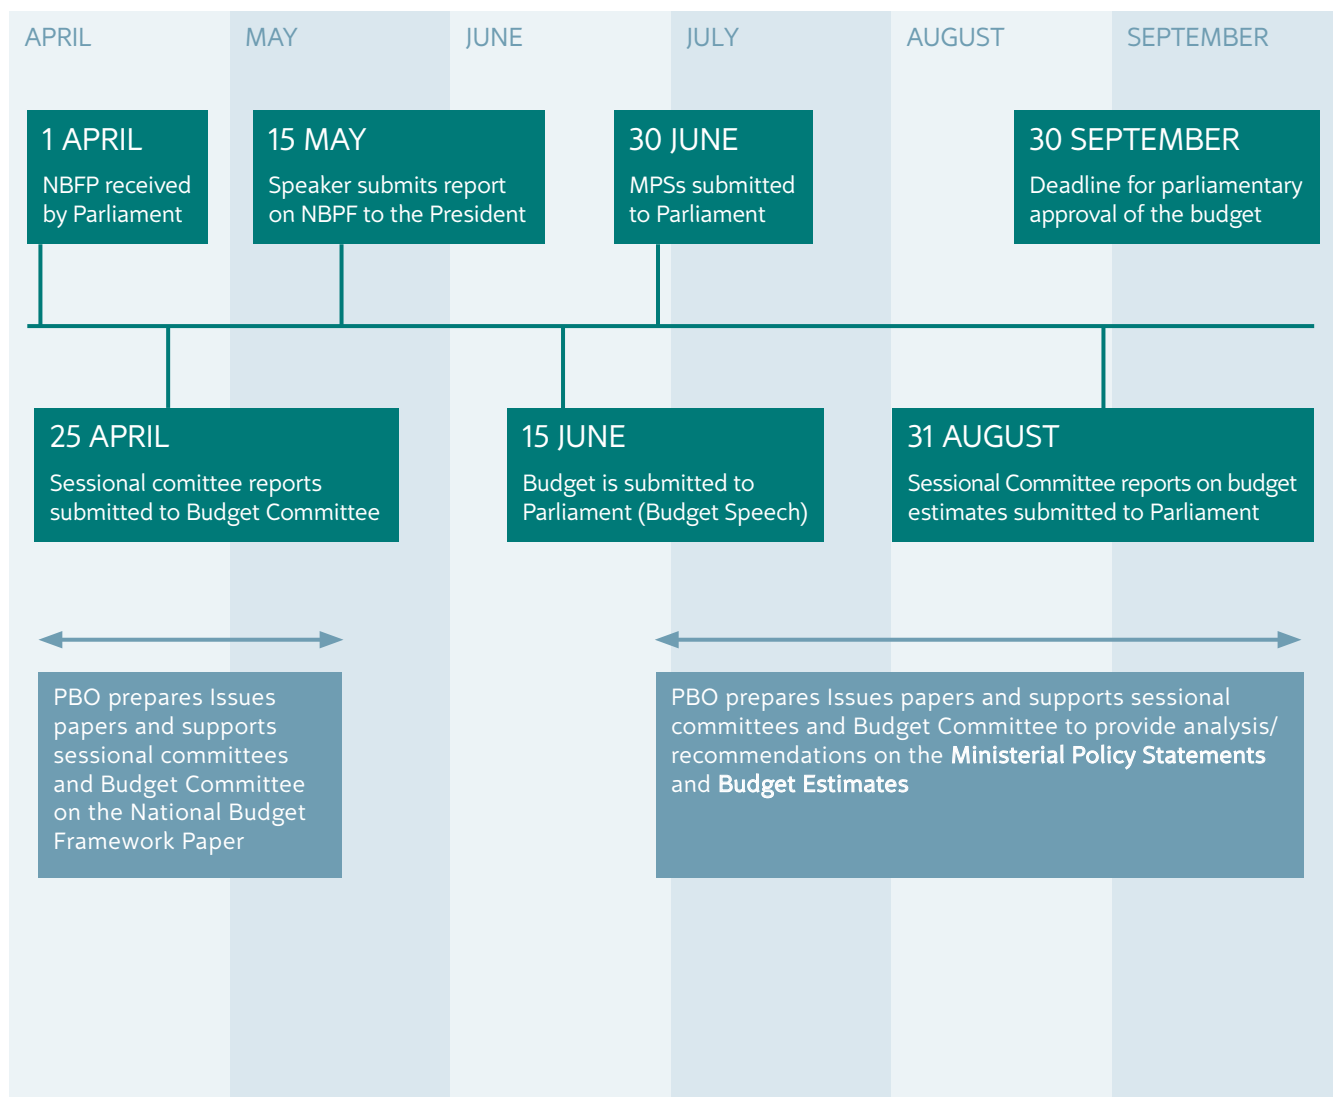 APRIL
MAY
JUNE
JULY
AUGUST
SEPTEMBER
1 APRIL
NBFP received
by Parliament
15 MAY
Speaker submits report
on NBPF to the President
30 JUNE
MPSs submitted
to Parliament
30 SEPTEMBER
Deadline for parliamentary
approval of the budget
25 APRIL
Sessional comittee reports
submitted to Budget Committee
15 JUNE
Budget is submitted to
Parliament (Budget Speech)
31 AUGUST
Sessional Committee reports on budget
estimates submitted to Parliament
PBO prepares Issues
papers and supports
sessional committees
and Budget Committee
on the National Budget
Framework Paper
PBO prepares Issues papers and supports sessional
committees and Budget Committee to provide analysis/
recommendations on the Ministerial Policy Statements
and Budget Estimates